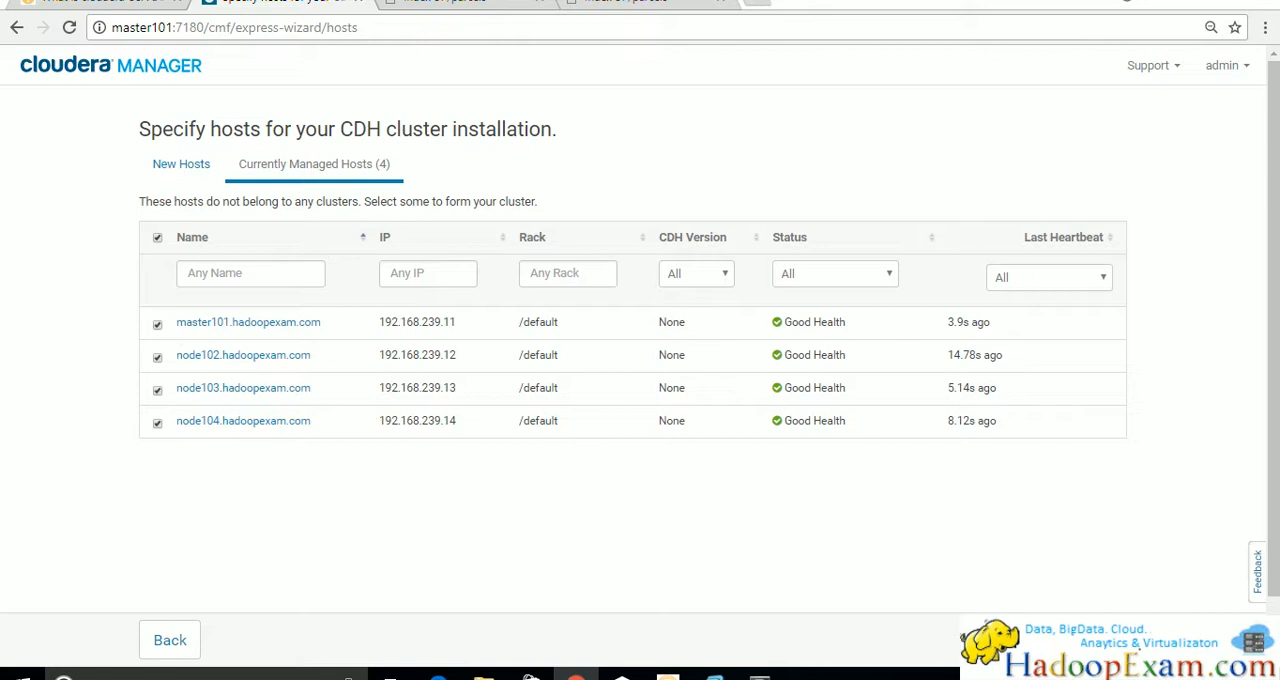 master101:7180/cmf/express-wizard/hosts
cloudera MANAGER
Support
admin
Specify hosts for your CDH cluster installation.
New Hosts
Currently Managed Hosts (4)
These hosts do not belong to any clusters. Select some to form your cluster.
Name IP Rack CDH Version Status Last Heartbeat
Any Name Any IP Any Rack All All All
master101.hadoopexam.com 192.168.239.11 /default None Good Health 3.9s ago
node102.hadoopexam.com 192.168.239.12 /default None Good Health 14.78s ago
node103.hadoopexam.com 192.168.239.13 /default None Good Health 5.14s ago
node104.hadoopexam.com 192.168.239.14 /default None Good Health 8.12s ago
Feedback
Back
Data, BigData. Cloud.
Anaytics & Virtualizaton
HadoopExam.com